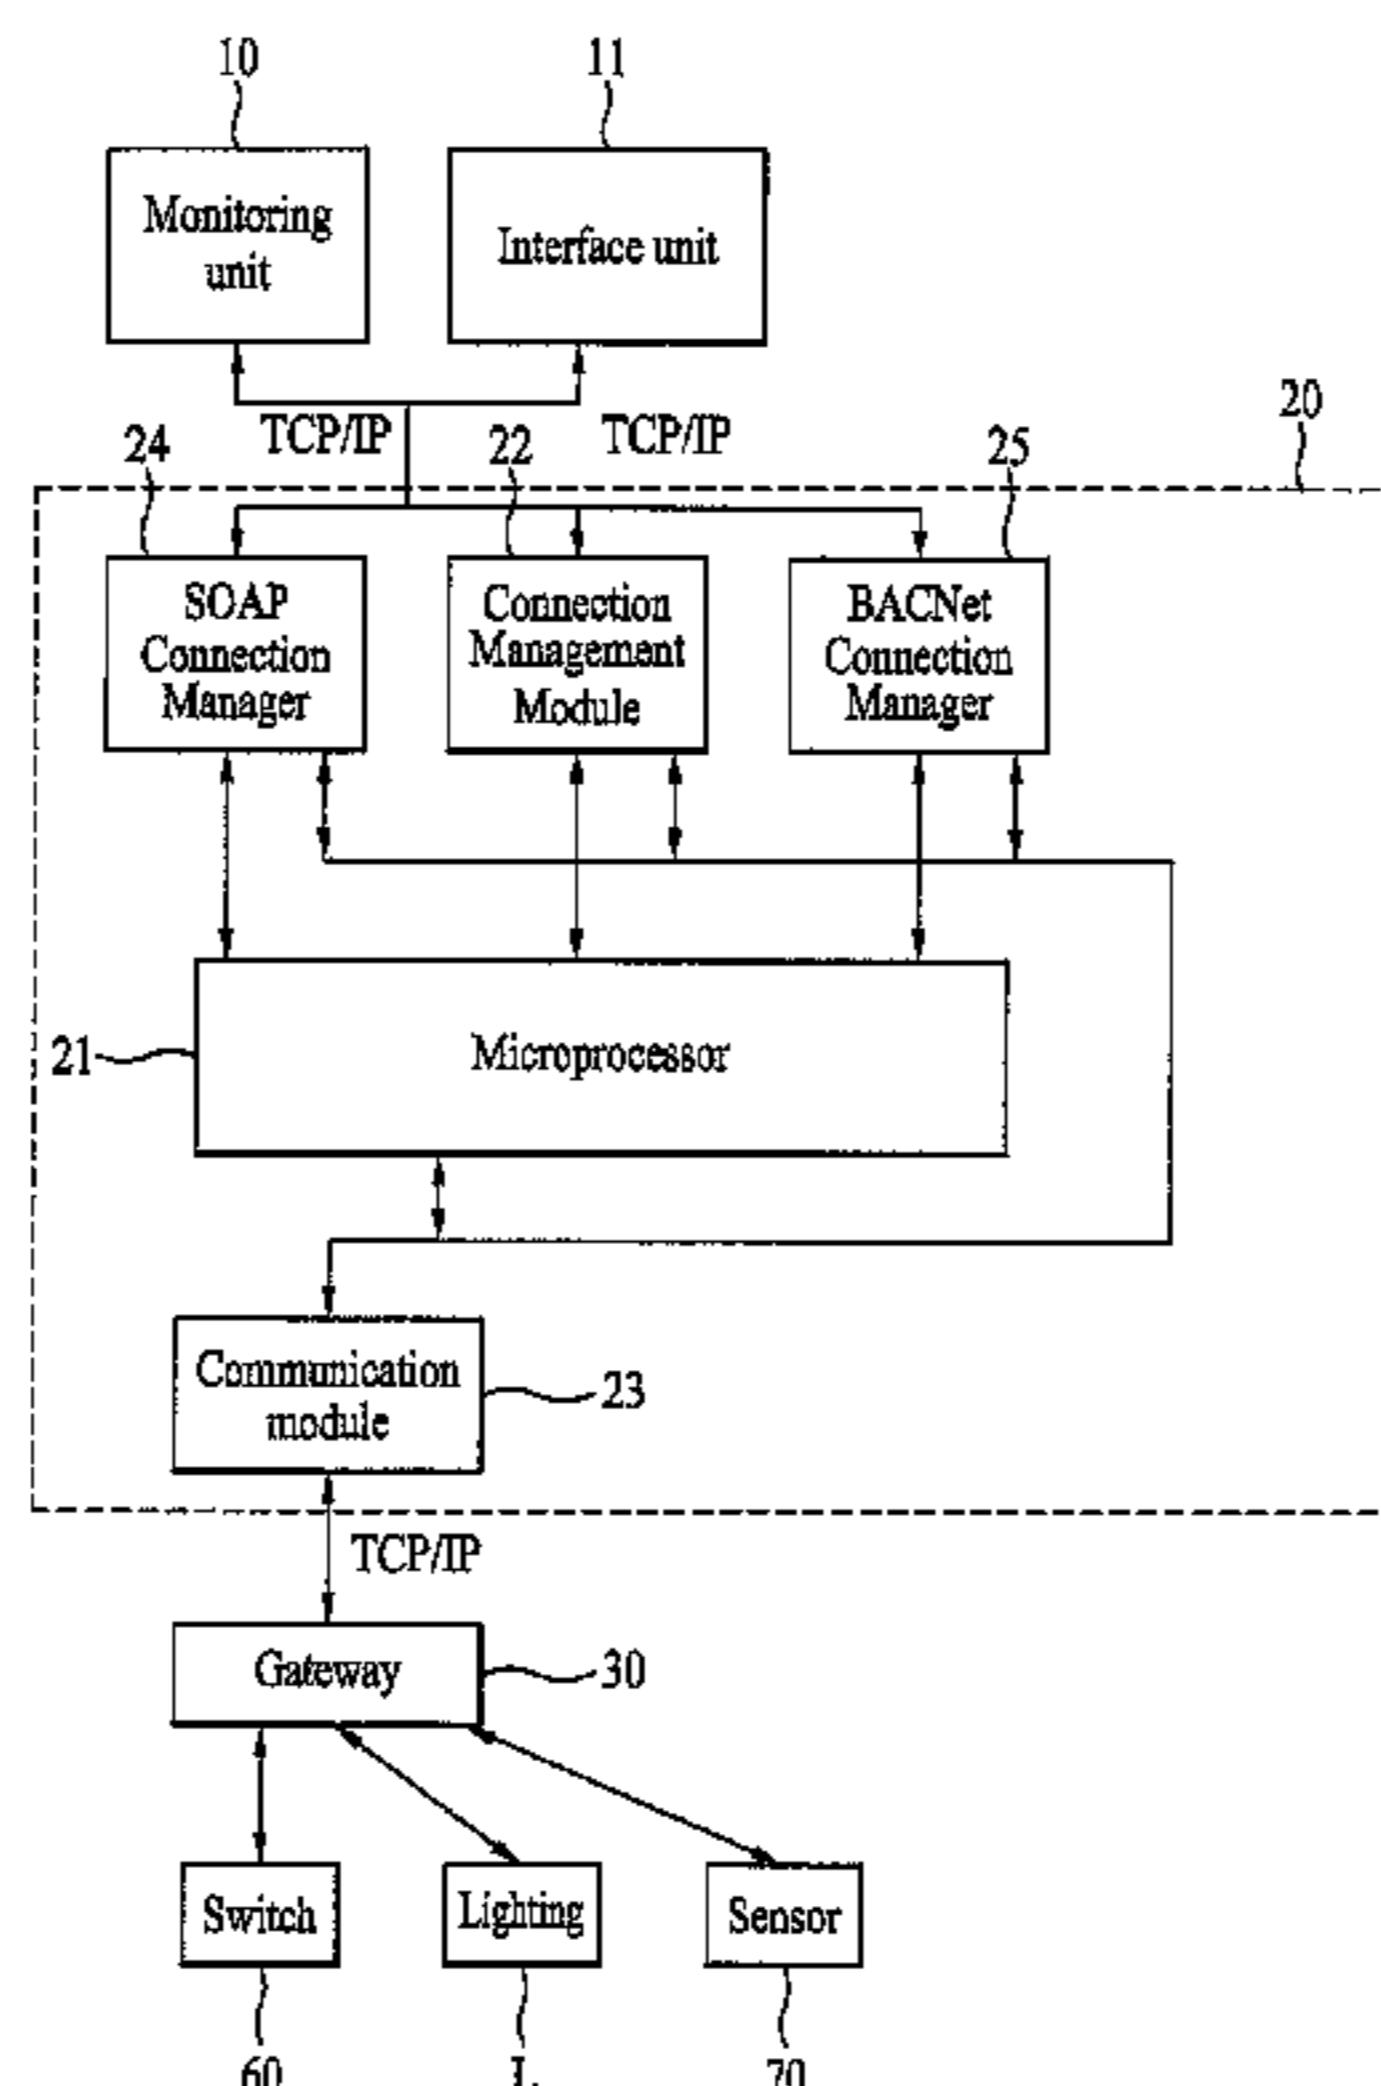 10
11
Monitoring
unit
Interface unit
TCP/IP
TCP/IP
20
24
22
25
SOAP
Connection
Manager
Connection
Management
Module
BACNet
Connection
Manager
21
Microprocessor
Communication
module
23
TCP/IP
Gateway
30
Switch
Lighting
Sensor
60
L
70